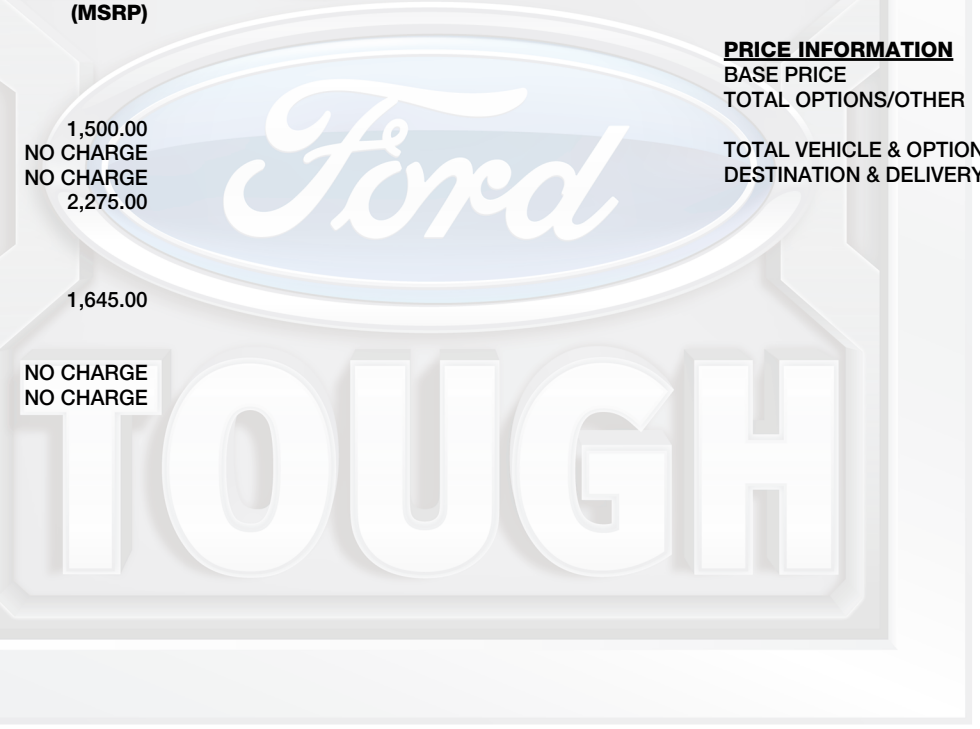 (MSRP)
1,500.00
NO CHARGE
NO CHARGE
2,275.00
1,645.00
NO CHARGE
NO CHARGE
PRICE INFORMATION
BASE PRICE
TOTAL OPTIONS/OTHER
TOTAL VEHICLE & OPTION
DESTINATION & DELIVERY
Ford
TOUGH